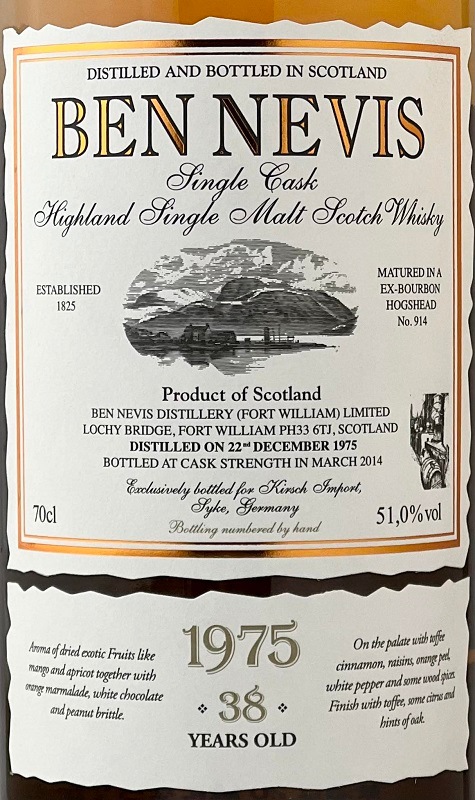 DISTILLED AND BOTTLED IN SCOTLAND
BEN NEVIS
Single Cask
Highland Single Malt Scotch Whisky
ESTABLISHED
1825
MATURED IN A
EX-BOURBON
HOGSHEAD
No. 914
Product of Scotland
BEN NEVIS DISTILLERY (FORT WILLIAM) LIMITED
LOCHY BRIDGE, FORT WILLIAM PH33 6TJ, SCOTLAND
DISTILLED ON 22nd DECEMBER 1975
BOTTLED AT CASK STRENGTH IN MARCH 2014
Exclusively bottled for Kirsch Import,
Syke, Germany
Bottling numbered by hand
70cl
51,0% vol
Aroma of dried exotic Fruits like
mango and apricot together with
orange marmalade, white chocolate
and peanut brittle.
1975
38
YEARS OLD
On the palate with toffee
cinnamon, raisins, orange peel,
white pepper and some wood spices.
Finish with toffee, some citrus and
hints of oak.